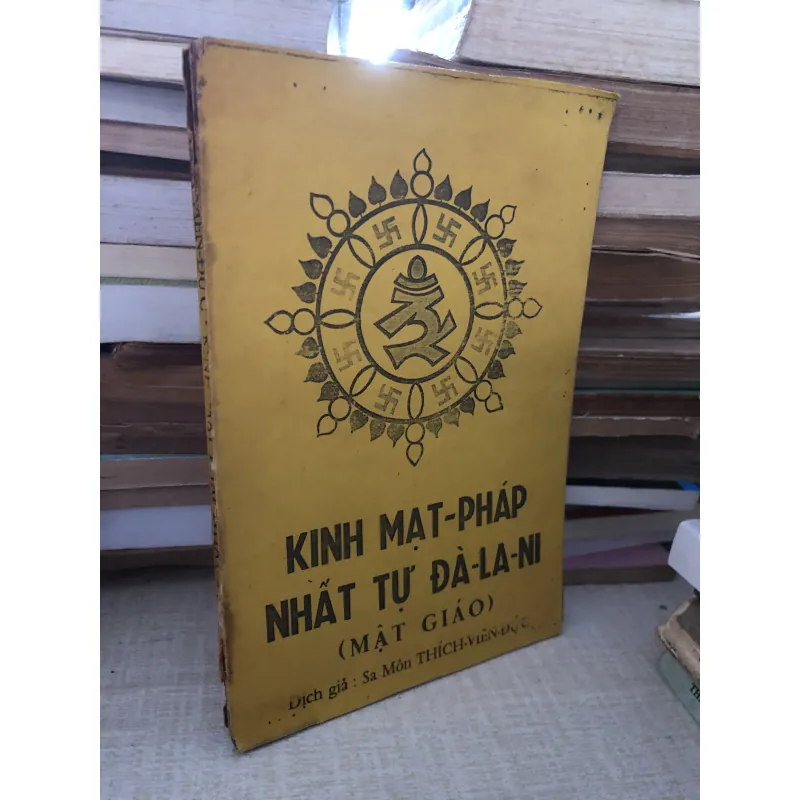 KINH MẠT-PHÁP
NHẤT TỰ ĐÀ-LA-NI
(MẬT GIÁO)
Dịch giả : Sa Môn THÍCH-VIÊN-ĐỨC